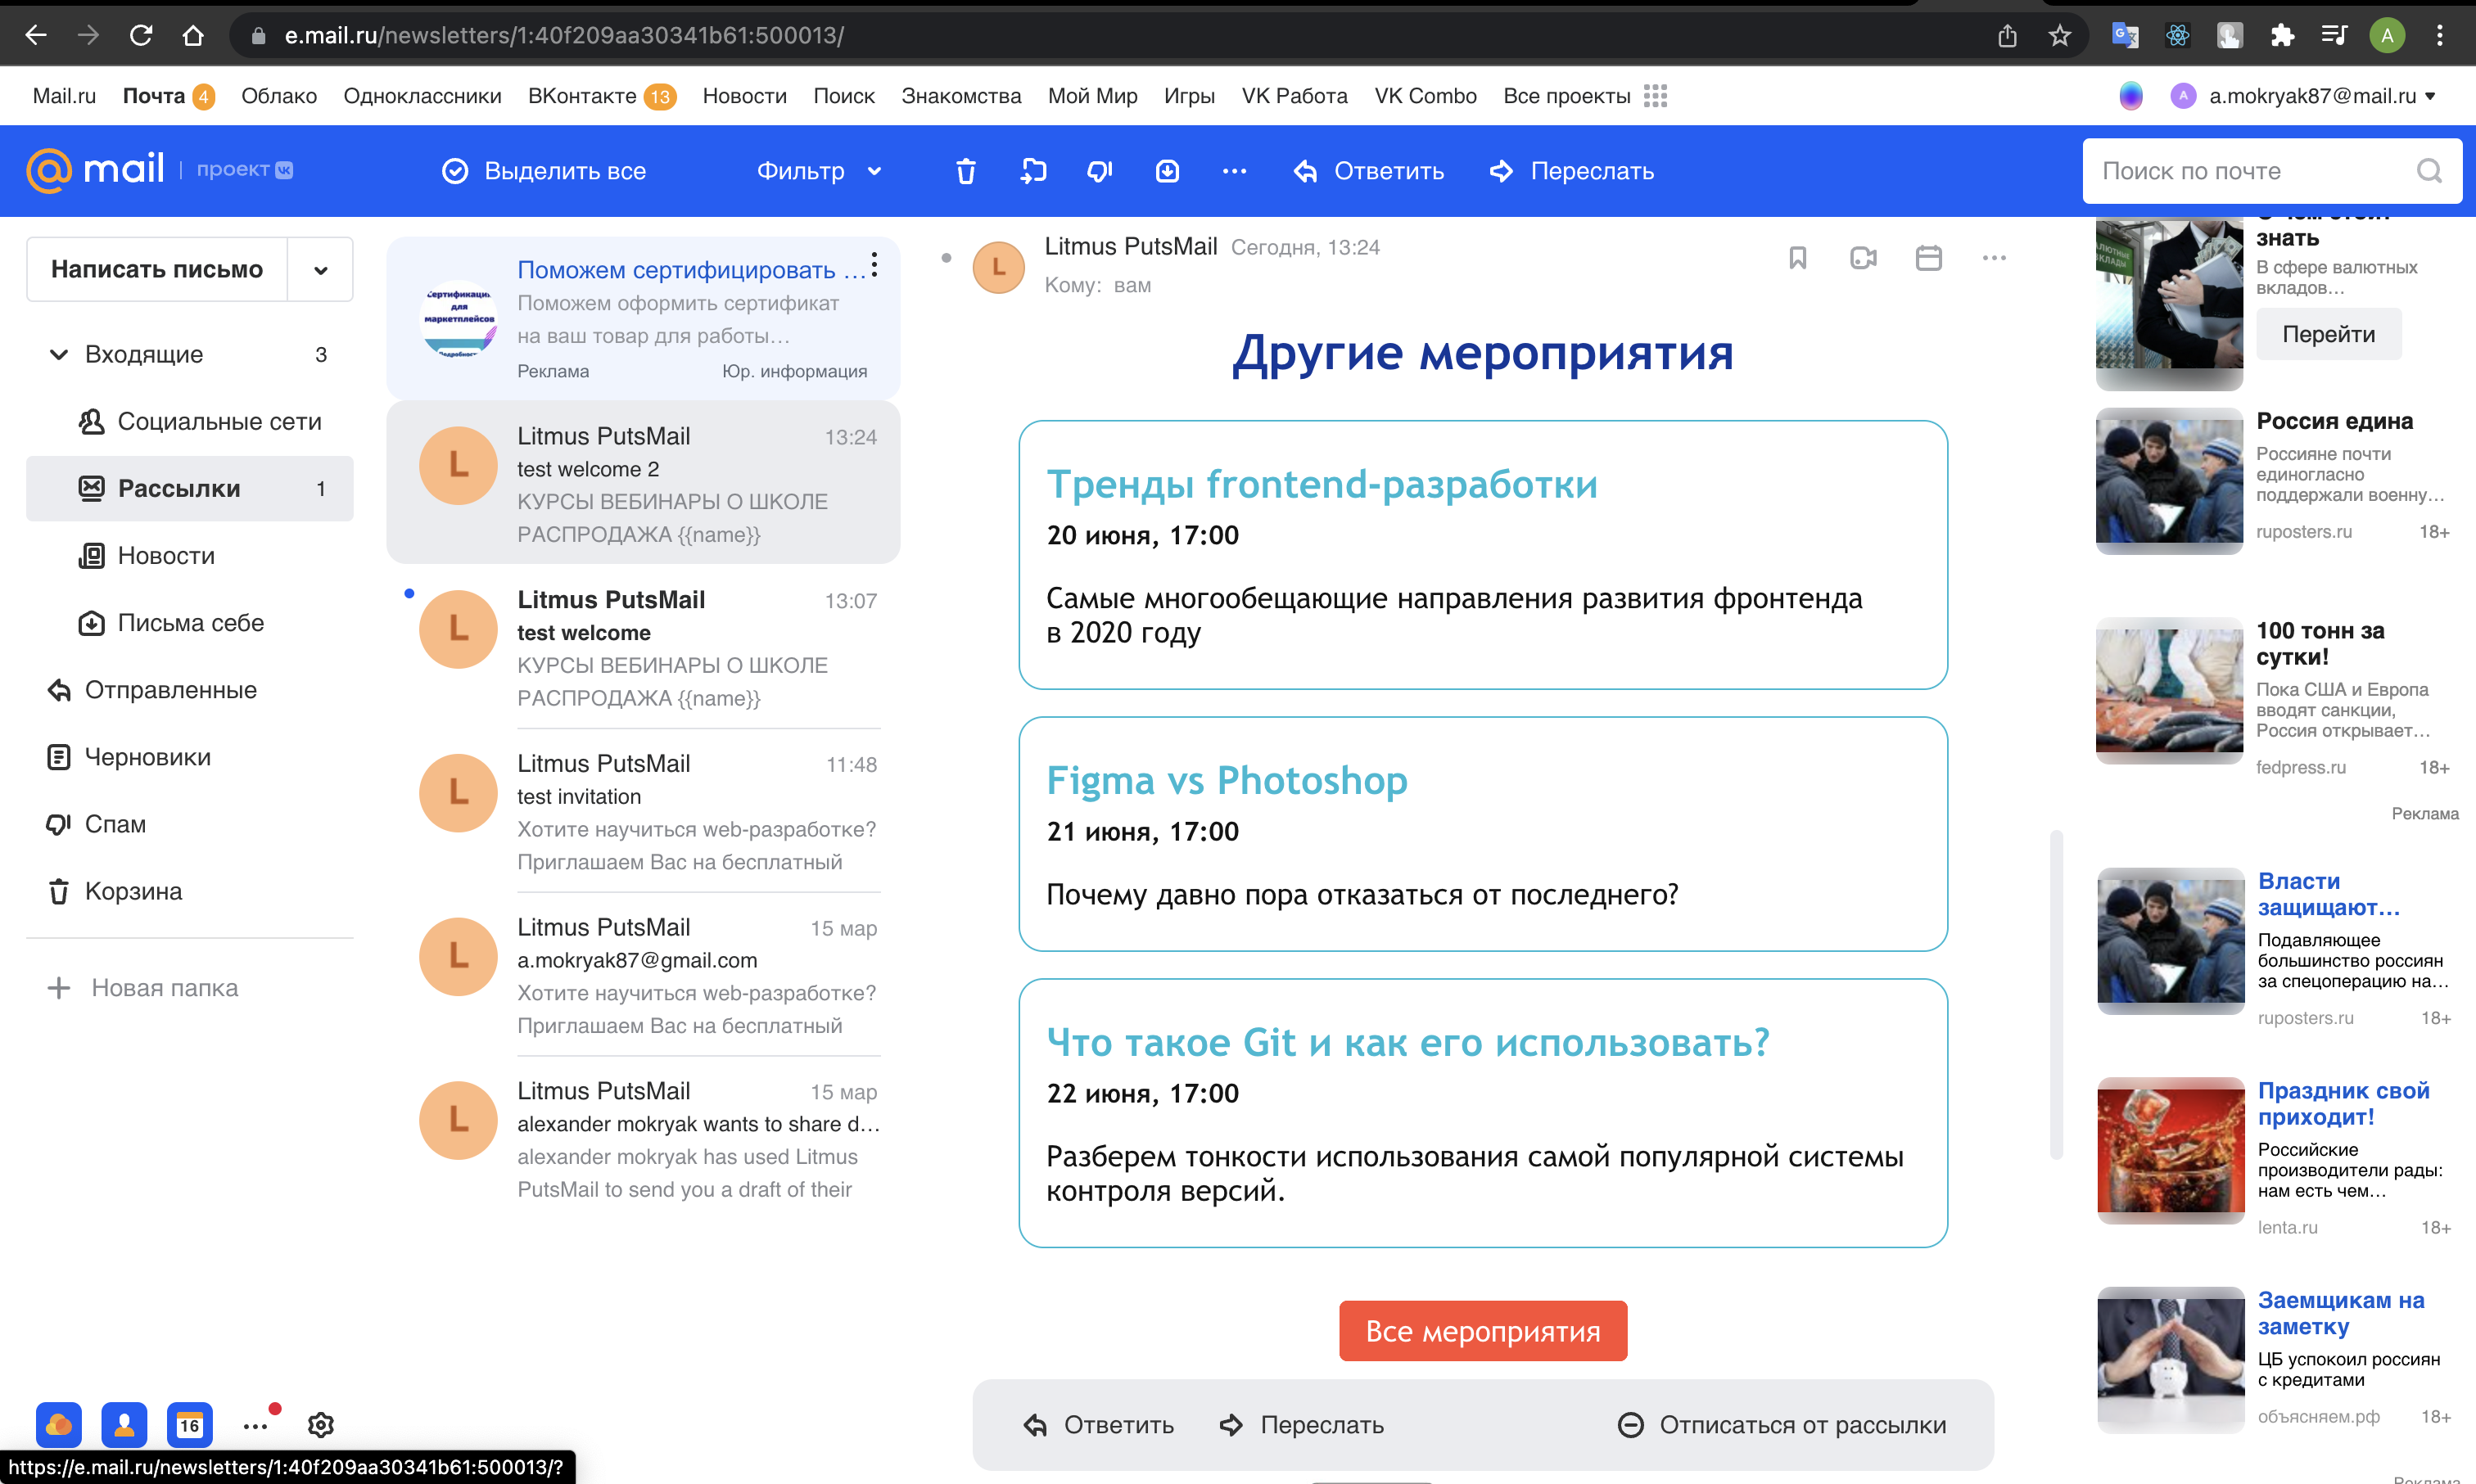 e.mail.ru/newsletters/1:40f209aa30341b61:500013/
A
Mail.ru Почта 4 Облако Одноклассники ВКонтакте 13 Новости Поиск Знакомства Мой Мир Игры VK Работа VK Combo Все проекты
A a.mokryak87@mail.ru
@mail проект
Выделить все
Фильтр
Ответить
Переслать
Поиск по почте
Написать письмо
Входящие 3
Социальные сети
Рассылки 1
Новости
Письма себе
Отправленные
Черновики
Спам
Корзина
Новая папка
16
https://e.mail.ru/newsletters/1:40f209aa30341b61:500013/?
для
маркетплейсов
Поможем сертифицировать ...
Поможем оформить сертификат
на ваш товар для работы...
Реклама Юр. информация
L
Litmus PutsMail 13:24
test welcome 2
КУРСЫ ВЕБИНАРЫ О ШКОЛЕ
РАСПРОДАЖА {{name}}
L
Litmus PutsMail 13:07
test welcome
КУРСЫ ВЕБИНАРЫ О ШКОЛЕ
РАСПРОДАЖА {{name}}
L
Litmus PutsMail 11:48
test invitation
Хотите научиться web-разработке?
Приглашаем Вас на бесплатный
L
Litmus PutsMail 15 мар
a.mokryak87@gmail.com
Хотите научиться web-разработке?
Приглашаем Вас на бесплатный
L
Litmus PutsMail 15 мар
alexander mokryak wants to share d...
alexander mokryak has used Litmus
PutsMail to send you a draft of their
L
Litmus PutsMail Сегодня, 13:24
Кому: вам
Другие мероприятия
Тренды frontend-разработки
20 июня, 17:00
Самые многообещающие направления развития фронтенда
в 2020 году
Figma vs Photoshop
21 июня, 17:00
Почему давно пора отказаться от последнего?
Что такое Git и как его использовать?
22 июня, 17:00
Разберем тонкости использования самой популярной системы
контроля версий.
Все мероприятия
Ответить
Переслать
Отписаться от рассылки
знать
В сфере валютных
вкладов...
Перейти
Россия едина
Россияне почти
единогласно
поддержали военну...
ruposters.ru 18+
100 тонн за
сутки!
Пока США и Европа
вводят санкции,
Россия открывает...
fedpress.ru 18+
Реклама
Власти
защищают...
Подавляющее
большинство россиян
за спецоперацию на...
ruposters.ru 18+
Праздник свой
приходит!
Российские
производители рады:
нам есть чем...
lenta.ru 18+
Заемщикам на
заметку
ЦБ успокоил россиян
с кредитами
объясняем.рф 18+